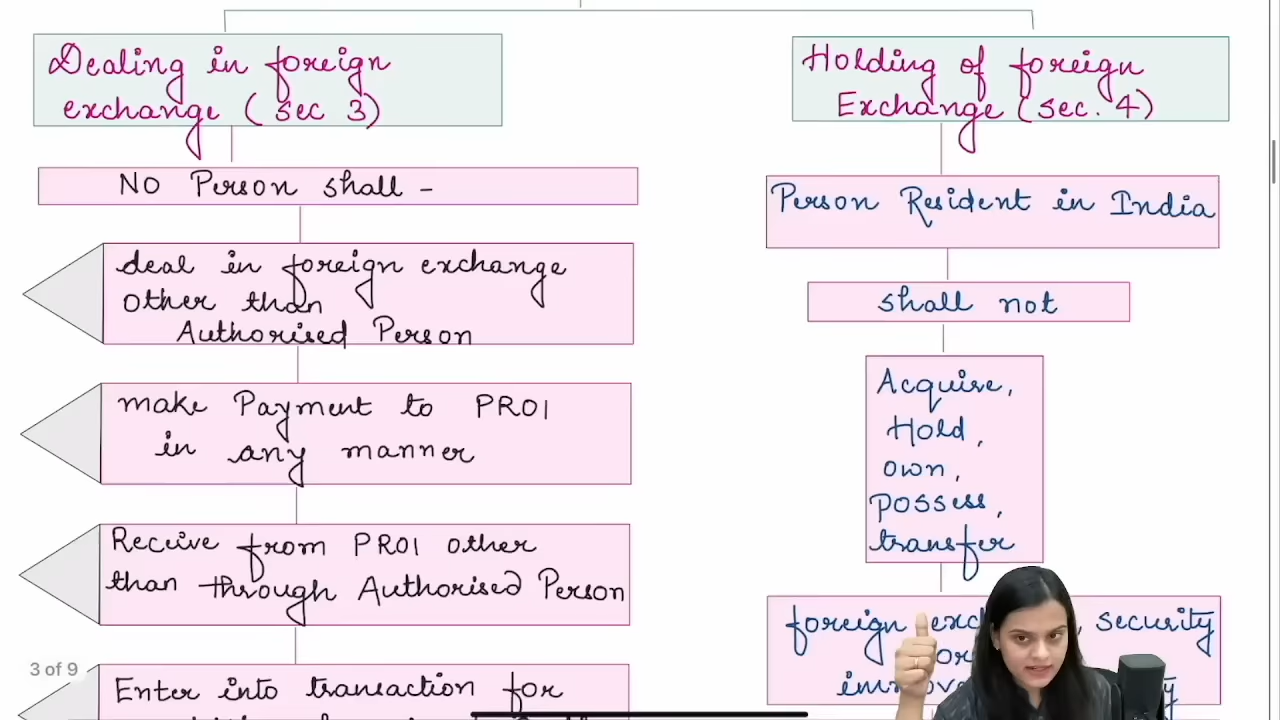 Dealing in foreign
exchange (sec 3)
NO Person shall -
deal in foreign exchange
other than
Authorised Person
make Payment to PROI
in any manner
Receive from PROI other
than through Authorised Person
Enter into transaction for
3 of 9
Holding of foreign
Exchange (sec. 4)
Person Resident in India
shall not
Acquire,
Hold,
own,
possess,
transfer
foreign security
or